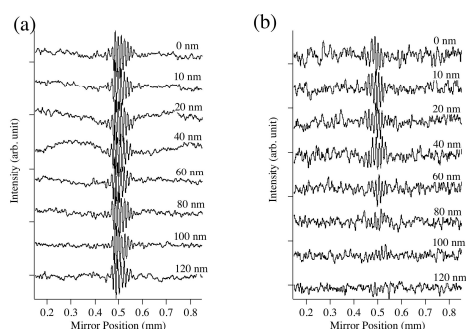 (a)
Intensity (arb. unit)
0 nm
10 nm
20 nm
40 nm
60 nm
80 nm
100 nm
120 nm
0.2 0.3 0.4 0.5 0.6 0.7 0.8
Mirror Position (mm)
(b)
Intensity (arb. unit)
0 nm
10 nm
20 nm
40 nm
60 nm
80 nm
100 nm
120 nm
0.2 0.3 0.4 0.5 0.6 0.7 0.8
Mirror Position (mm)